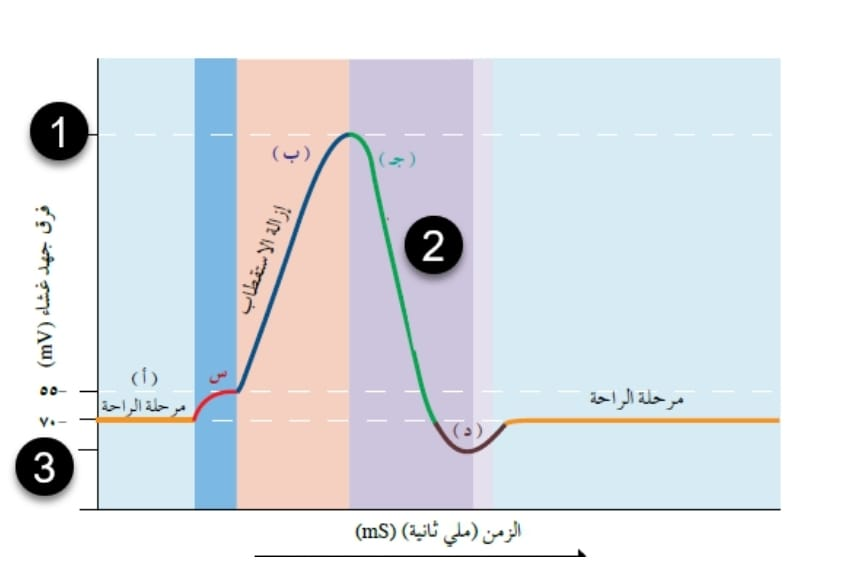 1
(ب)
(جـ)
إزالة الاستقطاب
2
فرق جهد غشاء (mV)
(أ)
س
-٥٥
مرحلة الراحة
مرحلة الراحة
-٧٠
(د)
3
الزمن (ملي ثانية) (mS)